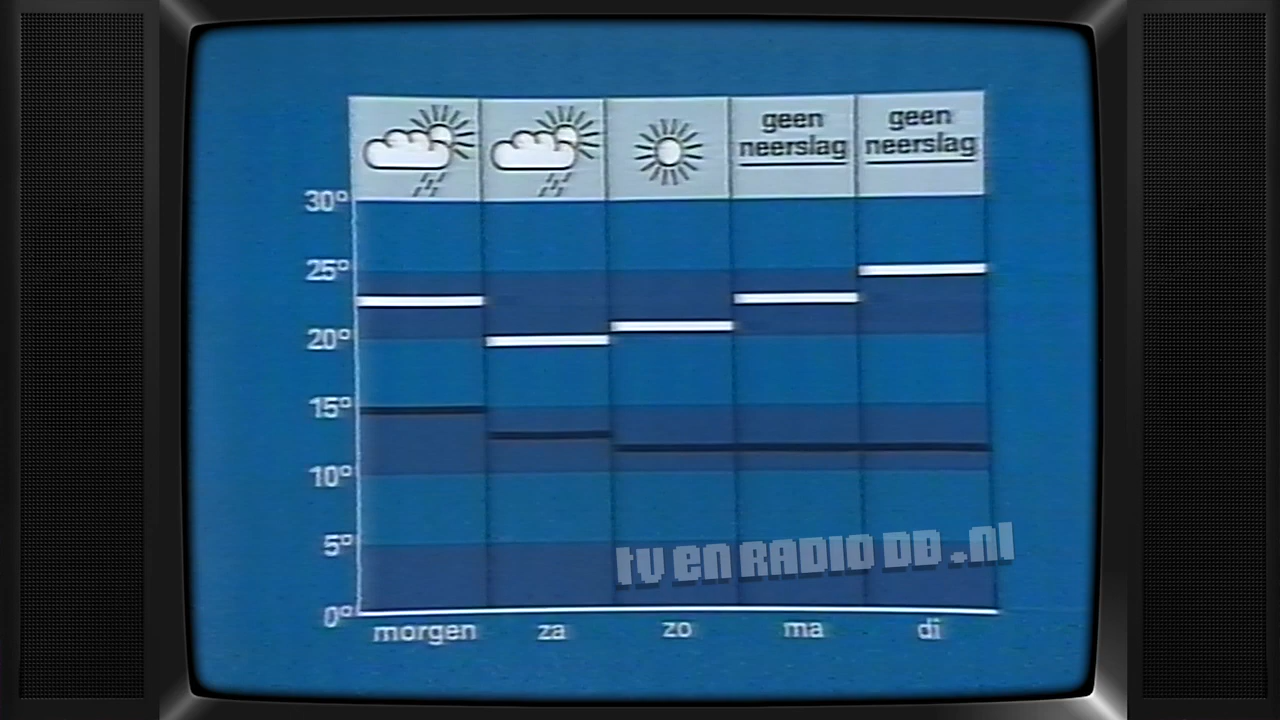 geen
neerslag
geen
neerslag
30°
25°
20°
15°
10°
5°
0°
morgen za zo ma di
tv en RADIO DB .nl